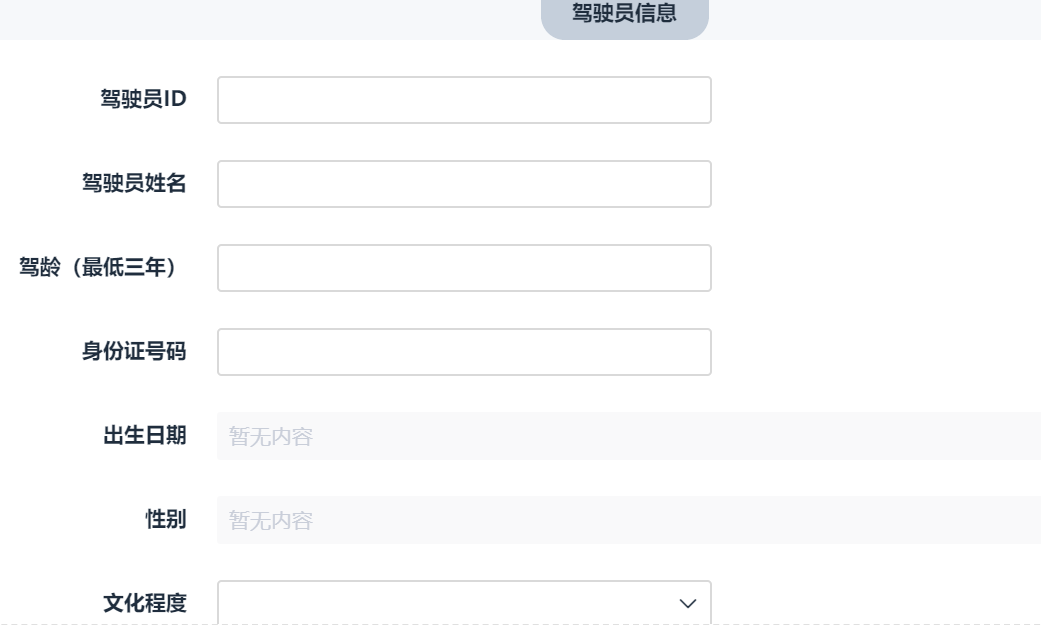 驾驶员信息
驾驶员ID
驾驶员姓名
驾龄（最低三年）
身份证号码
出生日期 暂无内容
性别 暂无内容
文化程度